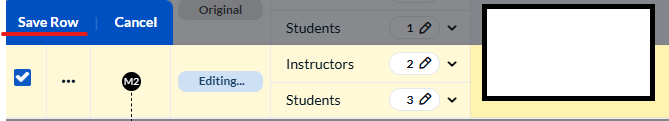 Original
Save Row | Cancel
Students 1
Instructors 2
... M2 Editing...
Students 3